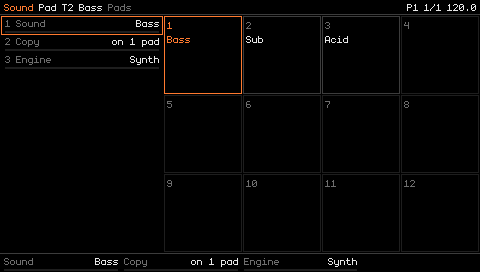 Sound Pad T2 Bass Pads P1 1/1 120.0
1 Sound Bass
2 Copy on 1 pad
3 Engine Synth
1 2 3 4
Bass Sub Acid
5 6 7 8
9 10 11 12
Sound Bass Copy on 1 pad Engine Synth